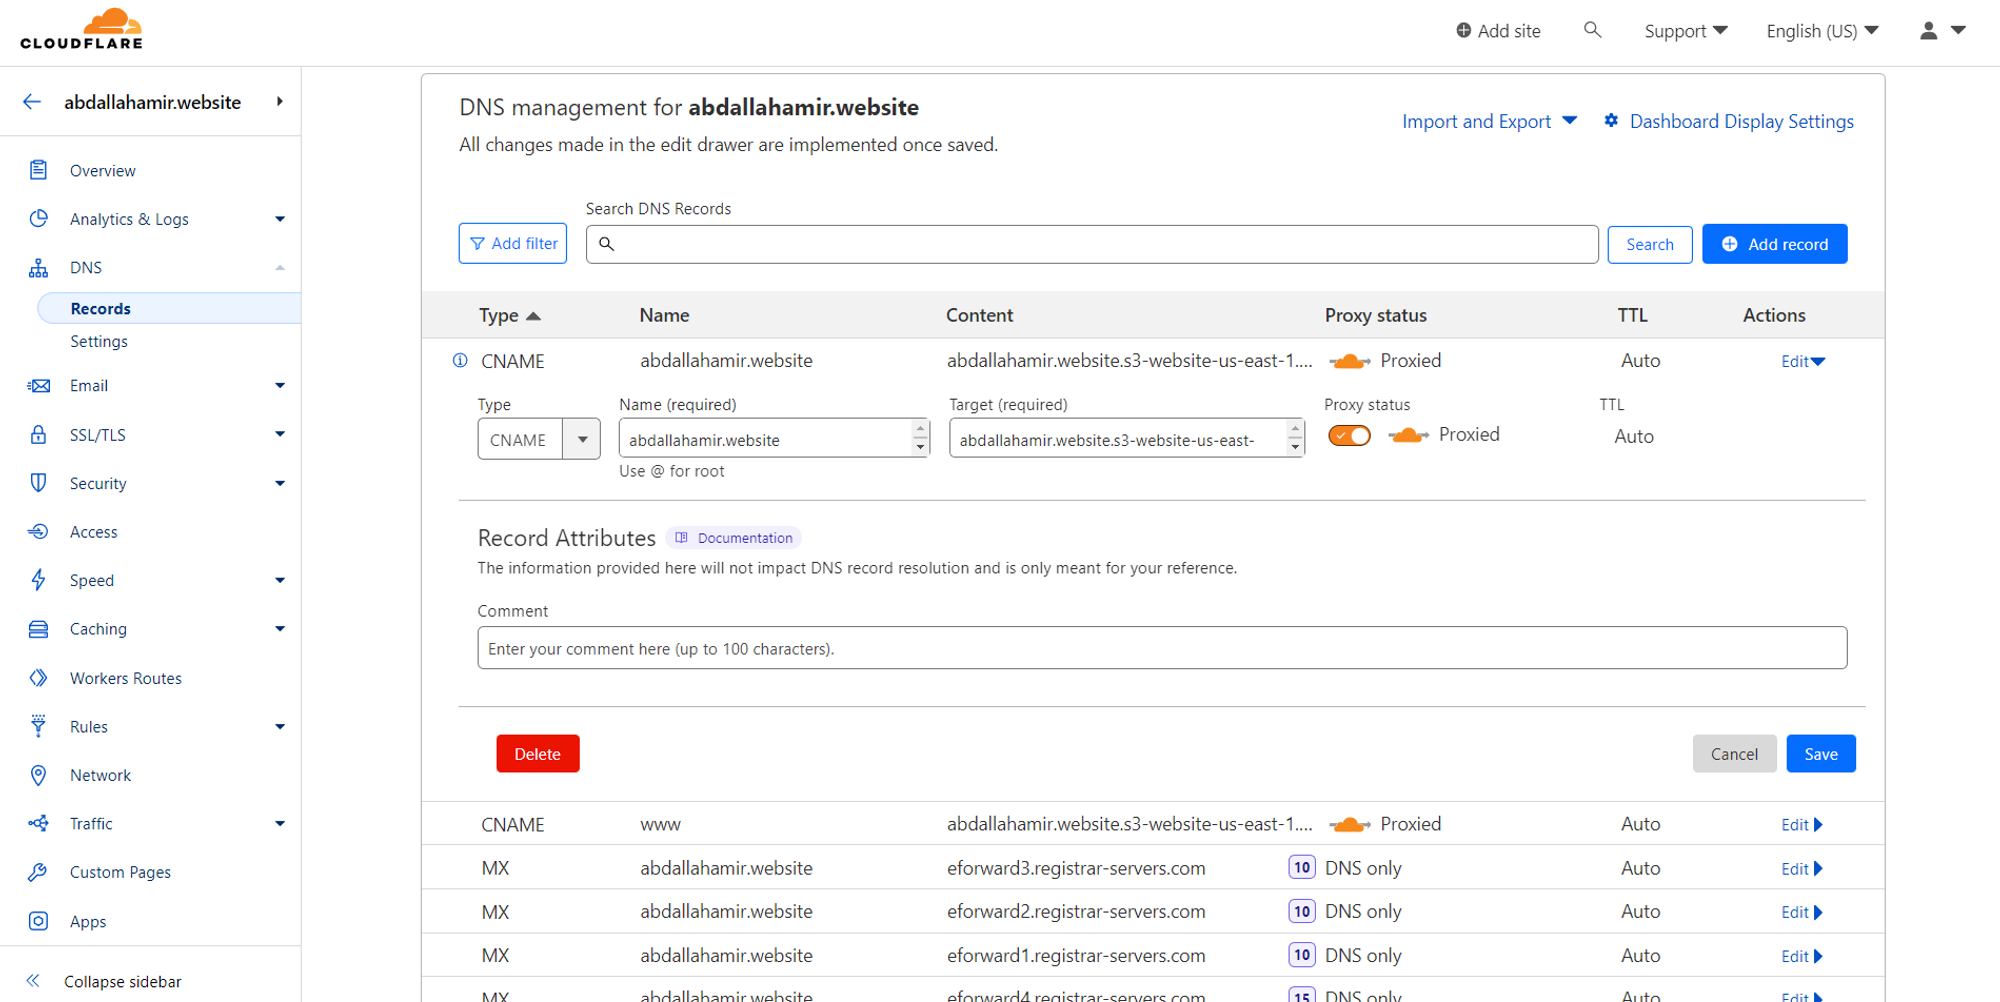 CLOUDFLARE
Add site
Support
English (US)
abdallahamir.website
Overview
Analytics & Logs
DNS
Records
Settings
Email
SSL/TLS
Security
Access
Speed
Caching
Workers Routes
Rules
Network
Traffic
Custom Pages
Apps
Collapse sidebar
DNS management for abdallahamir.website
All changes made in the edit drawer are implemented once saved.
Import and Export
Dashboard Display Settings
Search DNS Records
Add filter
Search
Add record
Type Name Content Proxy status TTL Actions
CNAME abdallahamir.website abdallahamir.website.s3-website-us-east-1.... Proxied Auto Edit
Type Name (required) Target (required) Proxy status TTL
CNAME abdallahamir.website abdallahamir.website.s3-website-us-east- Proxied Auto
Use @ for root
Record Attributes Documentation
The information provided here will not impact DNS record resolution and is only meant for your reference.
Comment
Enter your comment here (up to 100 characters).
Delete Cancel Save
CNAME www abdallahamir.website.s3-website-us-east-1.... Proxied Auto Edit
MX abdallahamir.website eforward3.registrar-servers.com 10 DNS only Auto Edit
MX abdallahamir.website eforward2.registrar-servers.com 10 DNS only Auto Edit
MX abdallahamir.website eforward1.registrar-servers.com 10 DNS only Auto Edit
MX abdallahamir.website eforward4.registrar-servers.com 15 DNS only Auto Edit